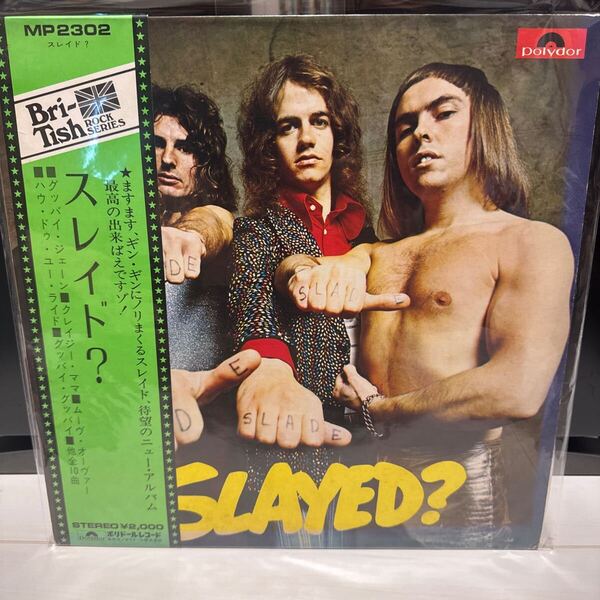 MP2302
スレイド?
Bri-
Tish
ROCK
SERIES
★ますます、ギン・ギンにノリまくるスレイド、待望のニュー・アルバム
最高の出来ばえですゾ!
スレイド?
■グッバイ・ジェーン■クレイジー・ママ■ムーヴ・オーヴァー
■ハウ・ドゥ・ユー・ライド■グッバイ・グッバイ■他全10曲
STEREO ¥2,000
polydor
ポリドールレコード
polydor
DE
SLAD
E
D
SLADE
SLAYED?